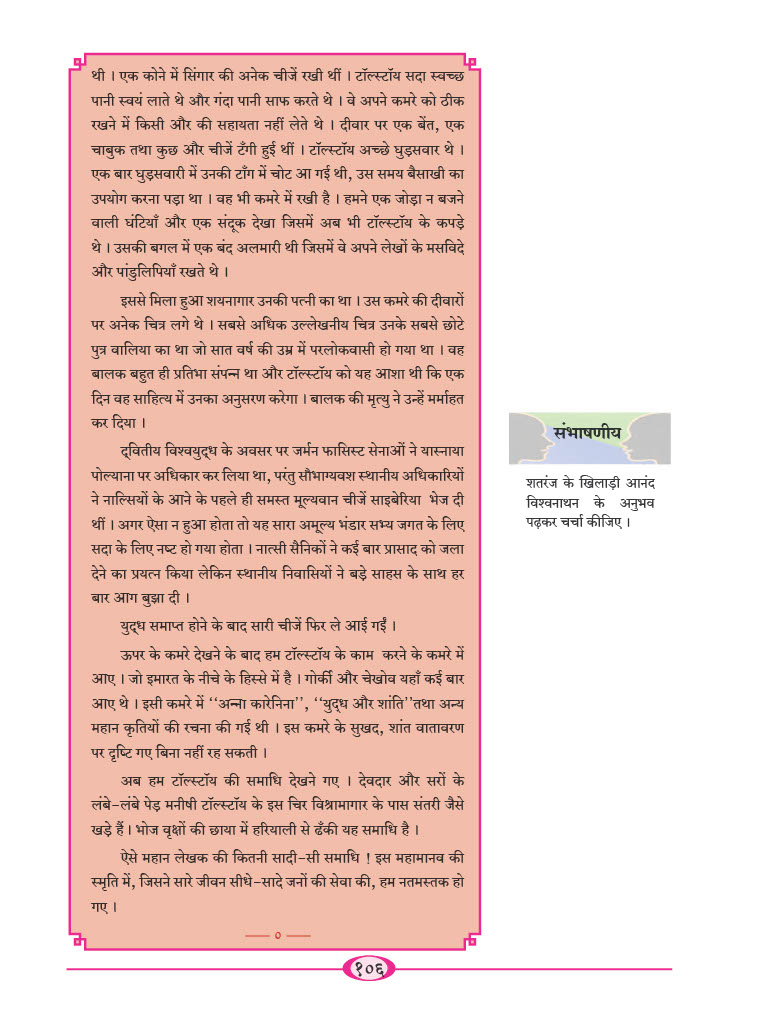 थी । एक कोने में सिंगार की अनेक चीजें रखी थीं । टॉल्स्टॉय सदा स्वच्छ
पानी स्वयं लाते थे और गंदा पानी साफ करते थे । वे अपने कमरे को ठीक
रखने में किसी और की सहायता नहीं लेते थे । दीवार पर एक बेंत, एक
चाबुक तथा कुछ और चीजें टँगी हुई थीं । टॉल्स्टॉय अच्छे घुड़सवार थे ।
एक बार घुड़सवारी में उनकी टाँग में चोट आ गई थी, उस समय बैसाखी का
उपयोग करना पड़ा था । वह भी कमरे में रखी है । हमने एक जोड़ा न बजने
वाली घंटियाँ और एक संदूक देखा जिसमें अब भी टॉल्स्टॉय के कपड़े
थे । उसकी बगल में एक बंद अलमारी थी जिसमें वे अपने लेखों के मसविदे
और पांडुलिपियाँ रखते थे ।
इससे मिला हुआ शयनागार उनकी पत्नी का था । उस कमरे की दीवारों
पर अनेक चित्र लगे थे । सबसे अधिक उल्लेखनीय चित्र उनके सबसे छोटे
पुत्र वालिया का था जो सात वर्ष की उम्र में परलोकवासी हो गया था । वह
बालक बहुत ही प्रतिभा संपन्न था और टॉल्स्टॉय को यह आशा थी कि एक
दिन वह साहित्य में उनका अनुसरण करेगा । बालक की मृत्यु ने उन्हें मर्माहत
कर दिया ।
द्‌वितीय विश्वयुद्‌ध के अवसर पर जर्मन फासिस्ट सेनाओं ने यास्नाया
पोल्याना पर अधिकार कर लिया था, परंतु सौभाग्यवश स्थानीय अधिकारियों
ने नाल्सियों के आने के पहले ही समस्त मूल्यवान चीजें साइबेरिया भेज दी
थीं । अगर ऐसा न हुआ होता तो यह सारा अमूल्य भंडार सभ्य जगत के लिए
सदा के लिए नष्ट हो गया होता । नात्सी सैनिकों ने कई बार प्रासाद को जला
देने का प्रयत्न किया लेकिन स्थानीय निवासियों ने बड़े साहस के साथ हर
बार आग बुझा दी ।
युद्‌ध समाप्त होने के बाद सारी चीजें फिर ले आई गईं ।
ऊपर के कमरे देखने के बाद हम टॉल्स्टॉय के काम करने के कमरे में
आए । जो इमारत के नीचे के हिस्से में है । गोर्की और चेखोव यहाँ कई बार
आए थे । इसी कमरे में ‘‘अन्ना कारेनिना’’, ‘‘युद्‌ध और शांति’’तथा अन्य
महान कृतियों की रचना की गई थी । इस कमरे के सुखद, शांत वातावरण
पर दृष्टि गए बिना नहीं रह सकती ।
अब हम टॉल्स्टॉय की समाधि देखने गए । देवदार और सरों के
लंबे-लंबे पेड़ मनीषी टॉल्स्टॉय के इस चिर विश्रामागार के पास संतरी जैसे
खड़े हैं । भोज वृक्षों की छाया में हरियाली से ढँकी यह समाधि है ।
ऐसे महान लेखक की कितनी सादी-सी समाधि ! इस महामानव की
स्मृति में, जिसने सारे जीवन सीधे-सादे जनों की सेवा की, हम नतमस्तक हो
गए ।
०
संभाषणीय
शतरंज के खिलाड़ी आनंद
विश्वनाथन के अनुभव
पढ़कर चर्चा कीजिए ।
१०६